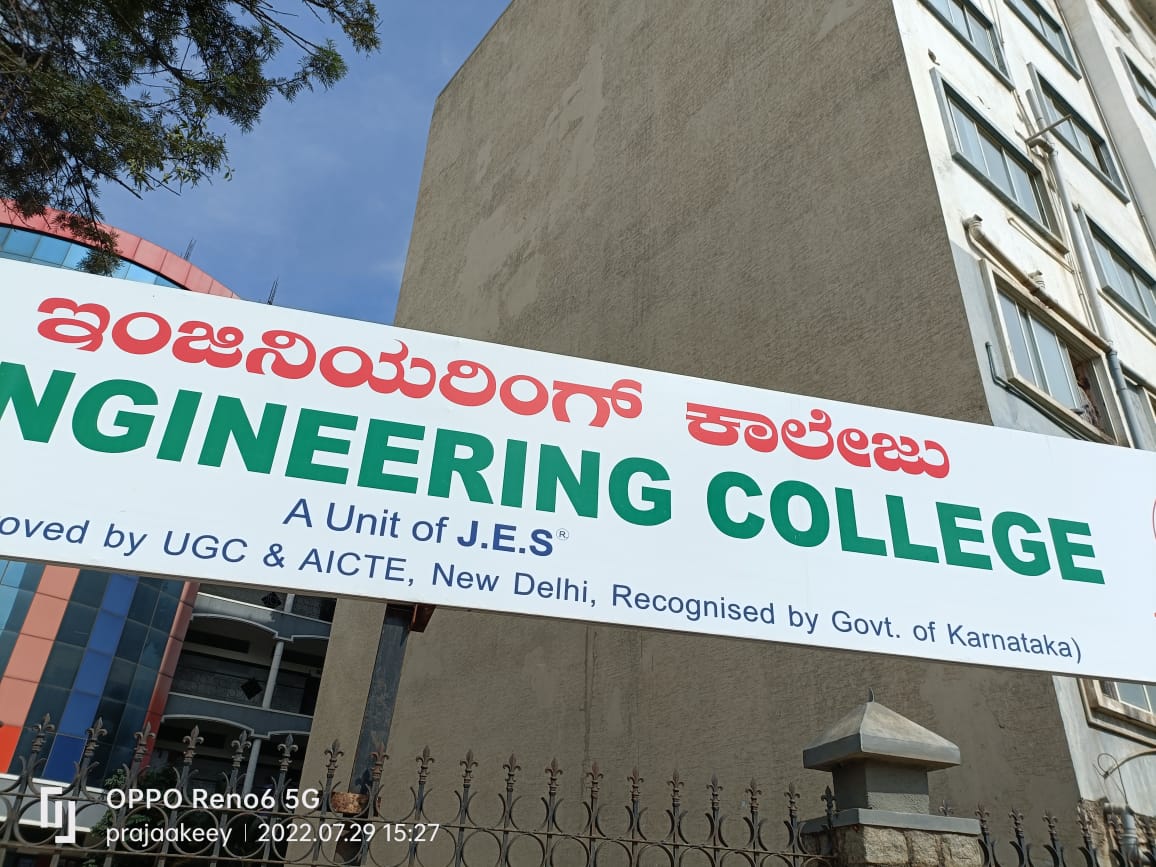 ಇಂಜಿನಿಯರಿಂಗ್ ಕಾಲೇಜು
NGINEERING COLLEGE
A Unit of J.E.S®
oved by UGC & AICTE, New Delhi, Recognised by Govt. of Karnataka)
OPPO Reno6 5G
prajaakeey | 2022.07.29 15:27